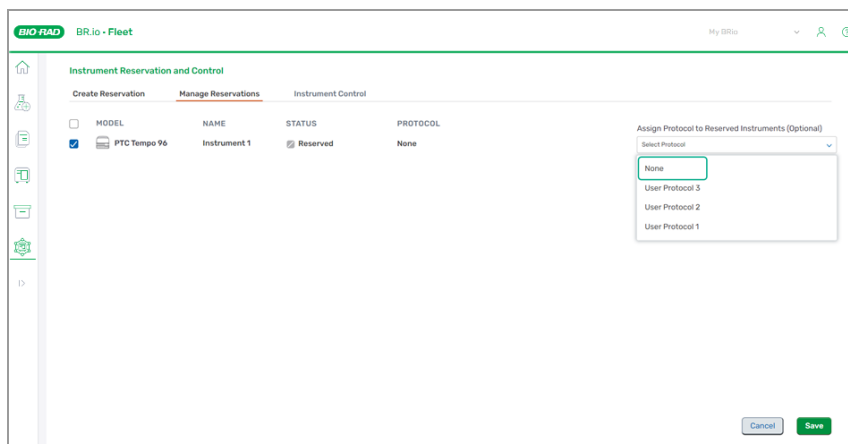 BIO-RAD BR.io - Fleet My BRio
Instrument Reservation and Control
Create Reservation Manage Reservations Instrument Control
MODEL NAME STATUS PROTOCOL
Assign Protocol to Reserved Instruments (Optional)
PTC Tempo 96 Instrument 1 Reserved None
Select Protocol
None
User Protocol 3
User Protocol 2
User Protocol 1
Cancel Save